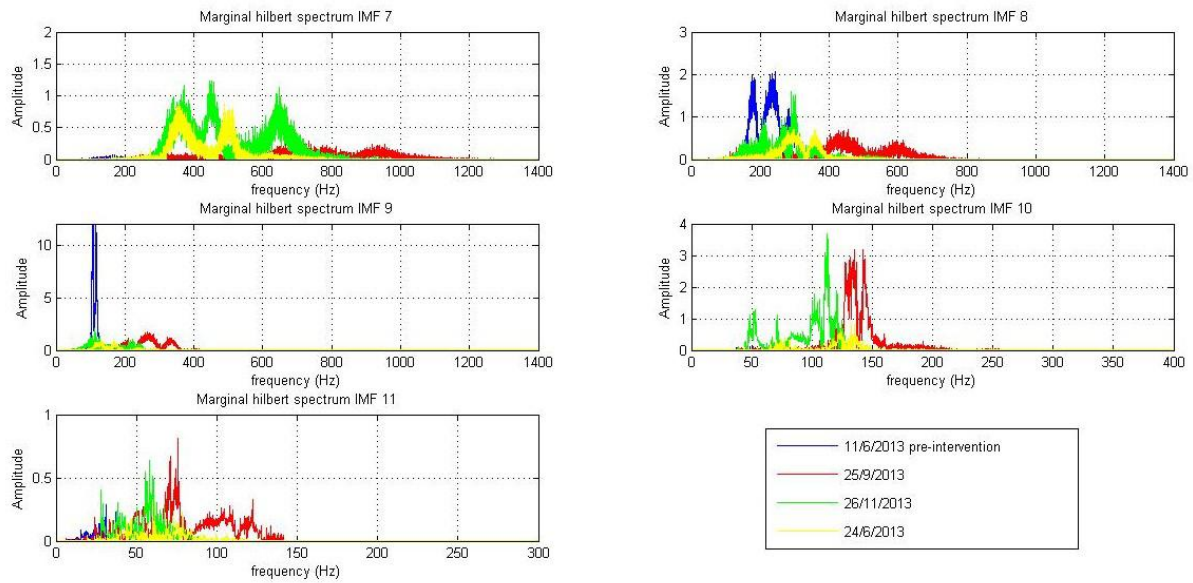 Marginal hilbert spectrum IMF 7
2
1.5
1
0.5
0
Amplitude
0 200 400 600 800 1000 1200 1400
frequency (Hz)
Marginal hilbert spectrum IMF 8
3
2
1
0
Amplitude
0 200 400 600 800 1000 1200 1400
frequency (Hz)
Marginal hilbert spectrum IMF 9
10
5
0
Amplitude
0 200 400 600 800 1000 1200 1400
frequency (Hz)
Marginal hilbert spectrum IMF 10
4
3
2
1
0
Amplitude
0 50 100 150 200 250 300 350 400
frequency (Hz)
Marginal hilbert spectrum IMF 11
1
0.5
0
Amplitude
0 50 100 150 200 250 300
frequency (Hz)
11/6/2013 pre-intervention
25/9/2013
26/11/2013
24/6/2013